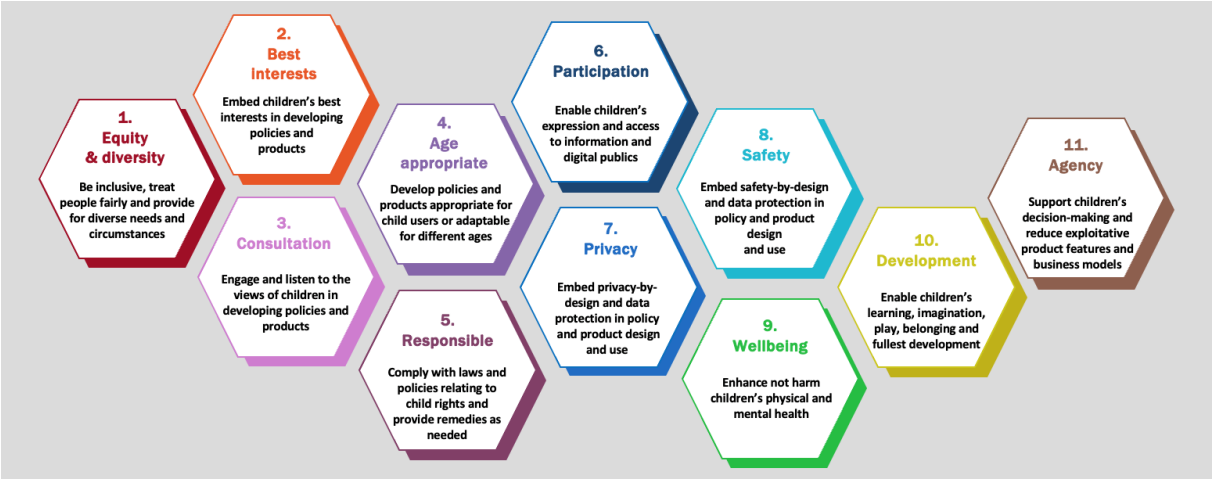 1.
Equity
& diversity
Be inclusive, treat
people fairly and provide
for diverse needs and
circumstances
2.
Best
interests
Embed children's best
interests in developing
policies and
products
3.
Consultation
Engage and listen to the
views of children in
developing policies and
products
4.
Age
appropriate
Develop policies and
products appropriate for
child users or adaptable
for different ages
5.
Responsible
Comply with laws and
policies relating to
child rights and
provide remedies as
needed
6.
Participation
Enable children's
expression and access
to information and
digital publics
7.
Privacy
Embed privacy-by-
design and data
protection in policy
and product design
and use
8.
Safety
Embed safety-by-design
and data protection in
policy and product
design
and use
9.
Wellbeing
Enhance not harm
children's physical and
mental health
10.
Development
Enable children's
learning, imagination,
play, belonging and
fullest development
11.
Agency
Support children's
decision-making and
reduce exploitative
product features and
business models